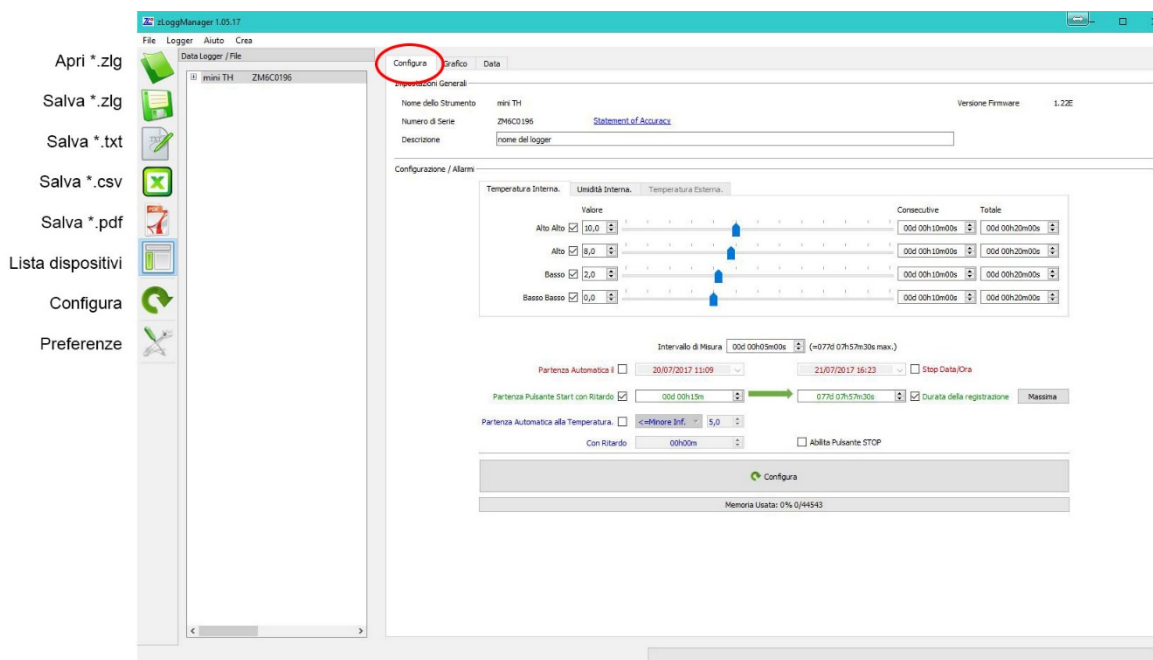 zLoggManager 1.05.17
File Logger Aiuto Crea
Apri *.zlg
Salva *.zlg
Salva *.txt
Salva *.csv
Salva *.pdf
Lista dispositivi
Configura
Preferenze
TXT
PDF
Data Logger / File
mini TH ZM6C0196
Configura Grafico Data
Impostazioni Generali
Nome dello Strumento mini TH Versione Firmware 1.22E
Numero di Serie ZM6C0196 Statement of Accuracy
Descrizione nome del logger
Configurazione / Allarmi
Temperatura Interna. Umidità Interna. Temperatura Esterna.
Valore Consecutive Totale
Alto Alto 10,0 00d 00h10m00s 00d 00h20m00s
Alto 8,0 00d 00h10m00s 00d 00h20m00s
Basso 2,0 00d 00h10m00s 00d 00h20m00s
Basso Basso 0,0 00d 00h10m00s 00d 00h20m00s
Intervallo di Misura 00d 00h05m00s (=077d 07h57m30s max.)
Partenza Automatica il 20/07/2017 11:09 21/07/2017 16:23 Stop Data/Ora
Partenza Pulsante Start con Ritardo 00d 00h15m 077d 07h57m30s Durata della registrazione Massima
Partenza Automatica alla Temperatura. <=Minore Inf. 5,0
Con Ritardo 00h00m Abilita Pulsante STOP
Configura
Memoria Usata: 0% 0/44543